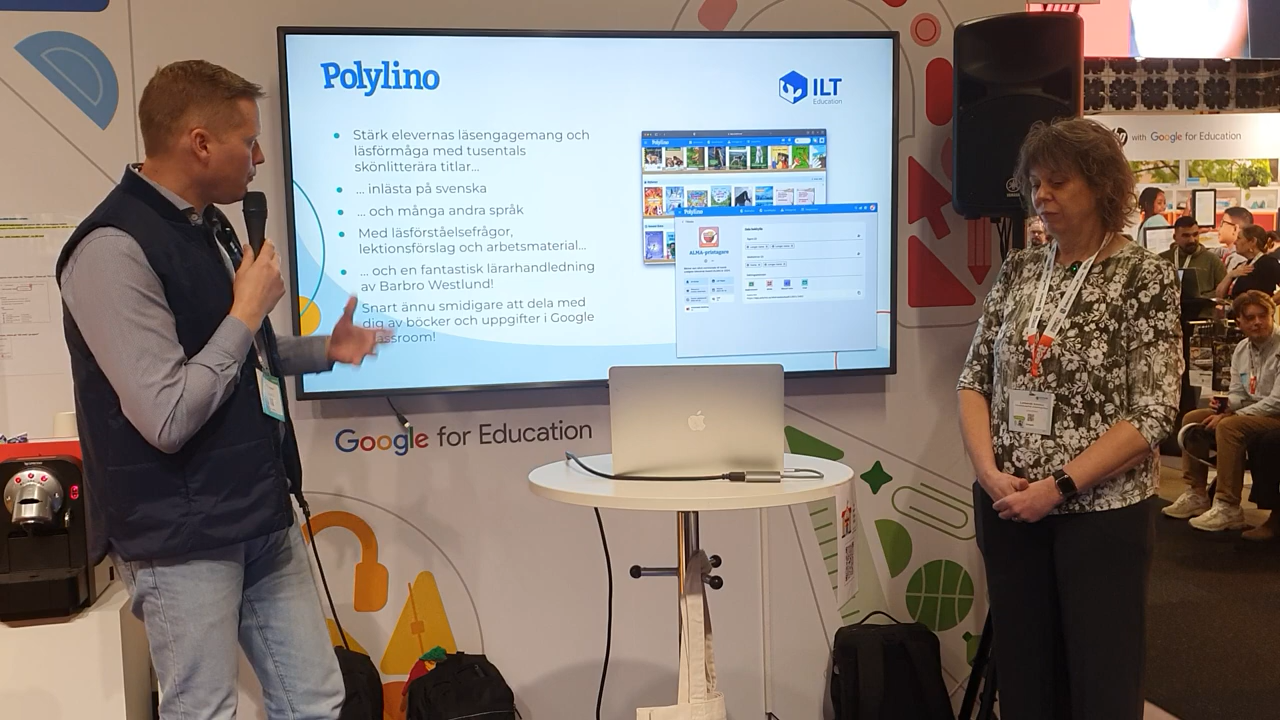 Polylino
ILT
Education
Stärk elevernas läsengagemang och
läsförmåga med tusentals
skönlitterära titlar...
... inlästa på svenska
... och många andra språk
Med läsförståelsefrågor,
lektionsförslag och arbetsmaterial...
... och en fantastisk lärarhandledning
av Barbro Westlund!
Snart ännu smidigare att dela med
dig av böcker och uppgifter i Google
Classroom!
Polylino
Polylino
ALMA-pristagare
hp with Google for Education
Google for Education